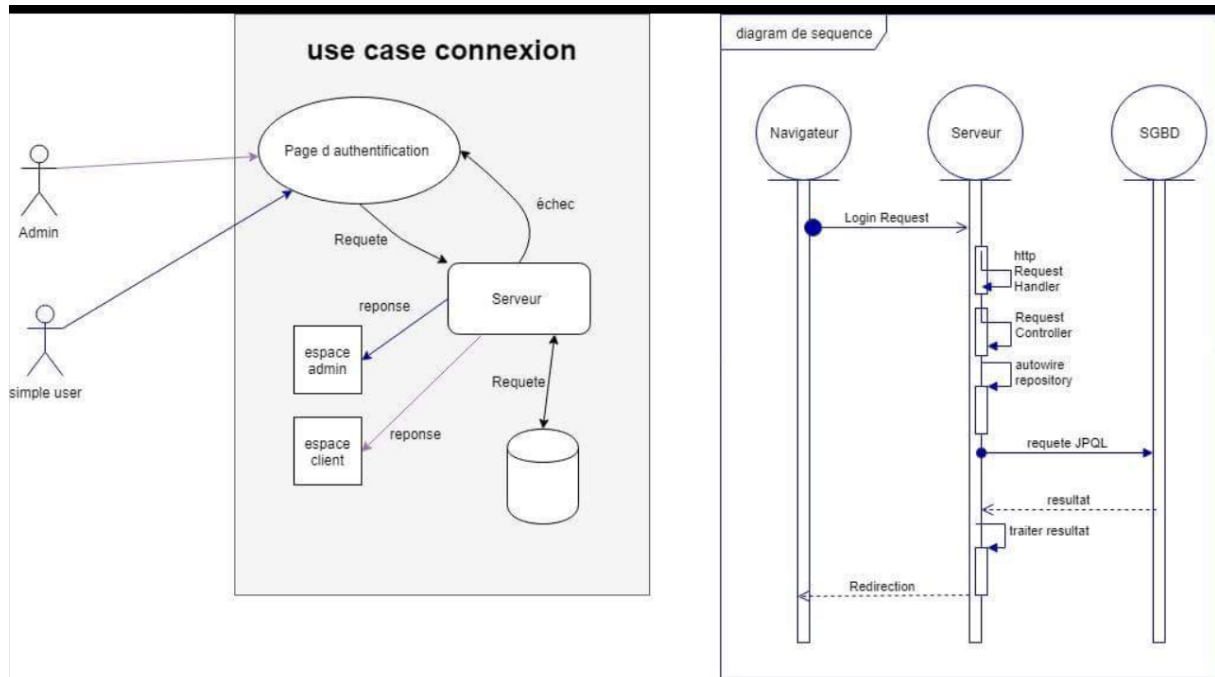 use case connexion
Page d authentification
échec
Admin
Requete
Serveur
reponse
espace
admin
simple user
Requete
reponse
espace
client
diagram de sequence
Navigateur
Serveur
SGBD
Login Request
http
Request
Handler
Request
Controller
autowire
repository
requete JPQL
resultat
traiter resultat
Redirection